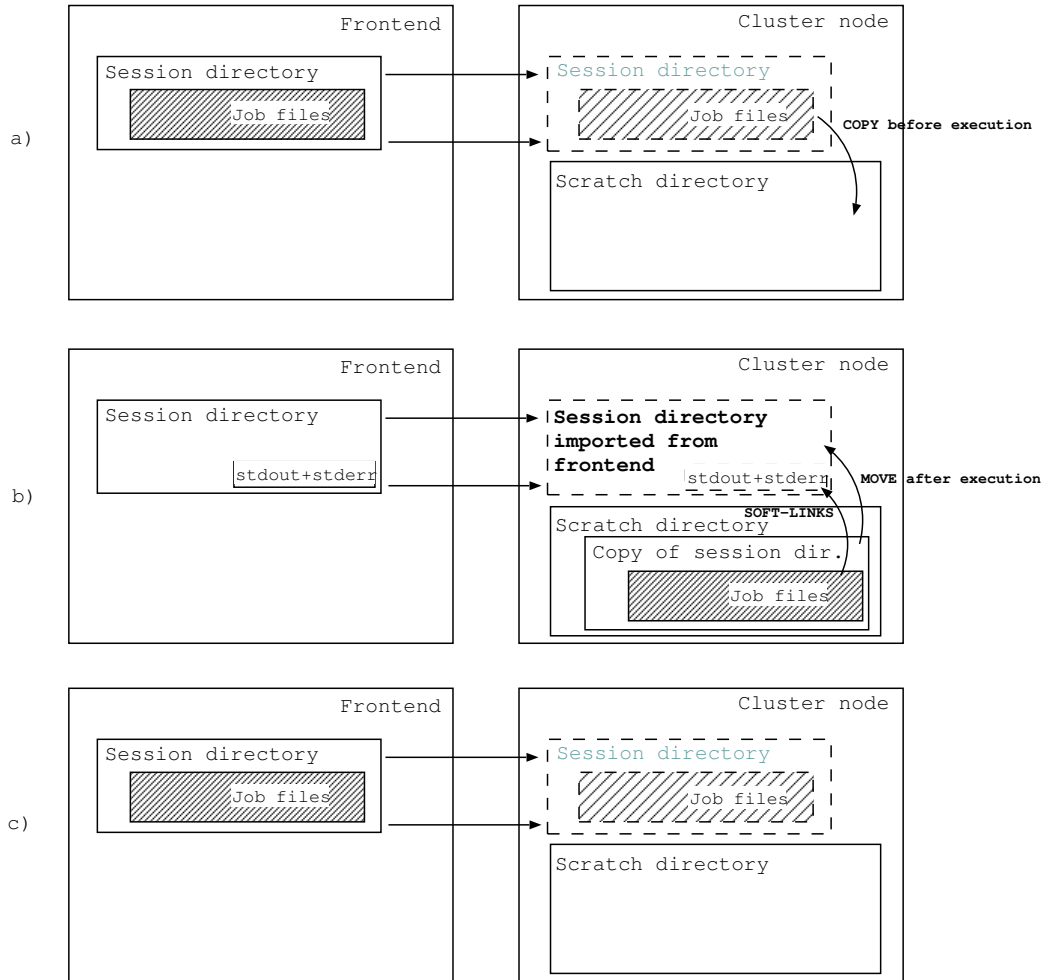 Frontend
Cluster node
Session directory
Session directory
Job files
Job files
a)
COPY before execution
Scratch directory
Frontend
Cluster node
Session directory
Session directory
imported from
frontend
stdout+stderr
stdout+stderr
MOVE after execution
b)
SOFT-LINKS
Scratch directory
Copy of session dir.
Job files
Frontend
Cluster node
Session directory
Session directory
Job files
Job files
c)
Scratch directory